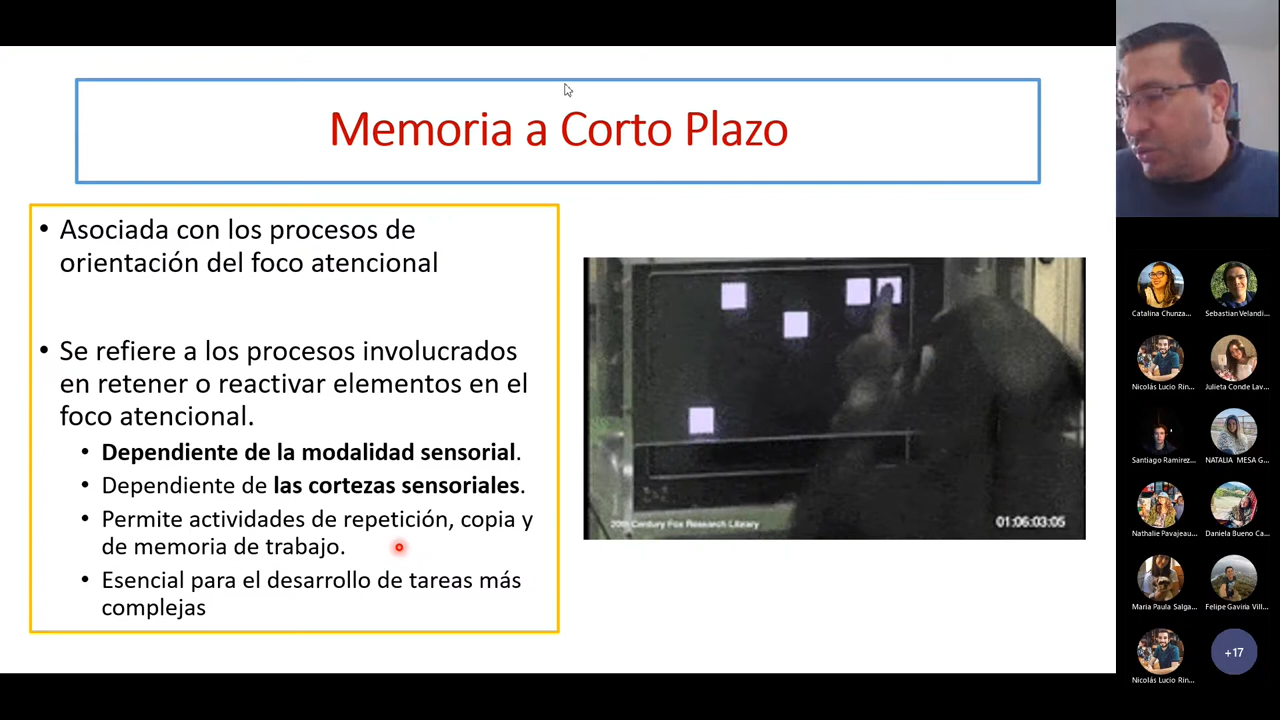 Memoria a Corto Plazo
• Asociada con los procesos de
orientación del foco atencional
• Se refiere a los procesos involucrados
en retener o reactivar elementos en el
foco atencional.
• Dependiente de la modalidad sensorial.
• Dependiente de las cortezas sensoriales.
• Permite actividades de repetición, copia y
de memoria de trabajo.
• Esencial para el desarrollo de tareas más
complejas
20th Century Fox Research Library
01:06:03:05
Catalina Chunza...
Sebastian Velandi...
Nicolás Lucio Rin...
Julieta Conde Lav...
Santiago Ramirez...
NATALIA MESA G...
Nathalie Pavajeau...
Daniela Bueno Ca...
Maria Paula Salga...
Felipe Gaviria Vill...
Nicolás Lucio Rin...
+17